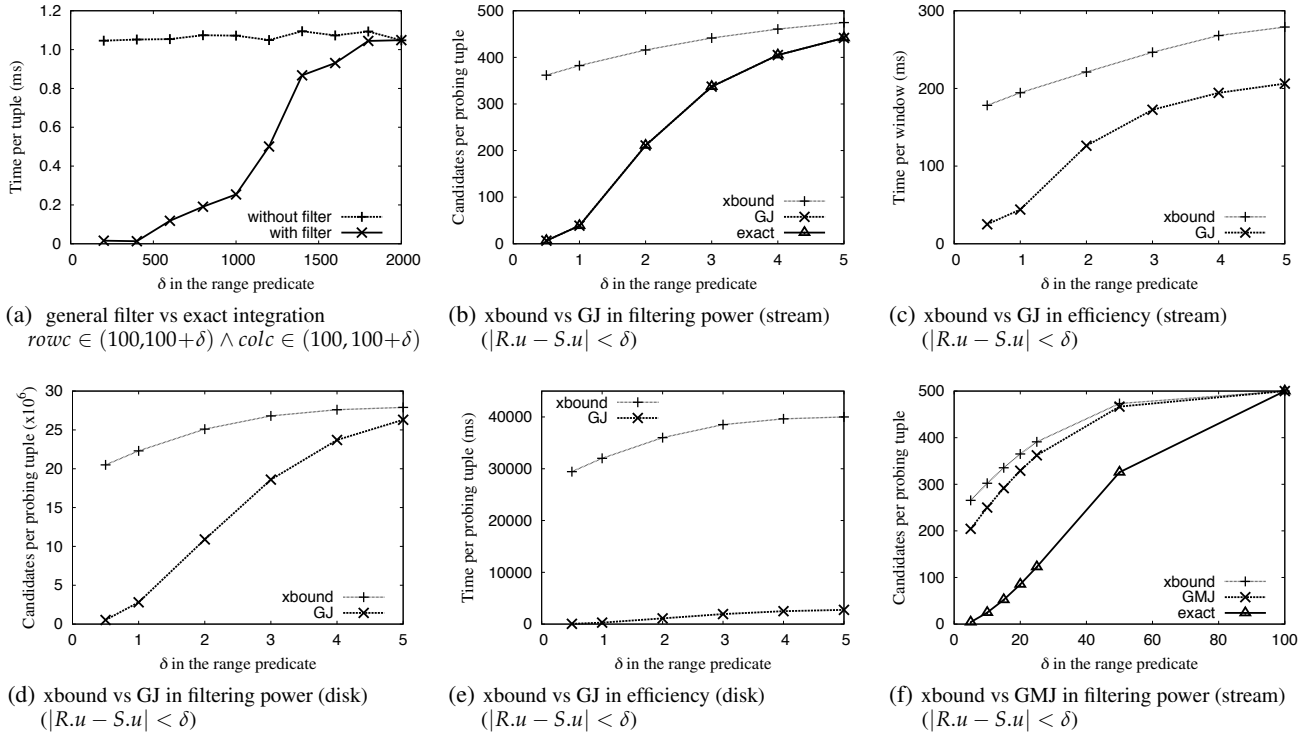 1.2
1.0
0.8
0.6
0.4
0.2
0
500
1000
1500
2000
Time per tuple (ms)
without filter
with filter
δ in the range predicate
(a) general filter vs exact integration
rowc ∈ (100,100+δ) ∧ colc ∈ (100, 100+δ)
500
400
300
200
100
0
0
1
2
3
4
5
Candidates per probing tuple
xbound
GJ
exact
δ in the range predicate
(b) xbound vs GJ in filtering power (stream)
(|R.u − S.u| < δ)
300
200
100
0
0
1
2
3
4
5
Time per window (ms)
xbound
GJ
δ in the range predicate
(c) xbound vs GJ in efficiency (stream)
(|R.u − S.u| < δ)
30
25
20
15
10
5
0
0
1
2
3
4
5
Candidates per probing tuple (x10⁶)
xbound
GJ
δ in the range predicate
(d) xbound vs GJ in filtering power (disk)
(|R.u − S.u| < δ)
40000
30000
20000
10000
0
0
1
2
3
4
5
Time per probing tuple (ms)
xbound
GJ
δ in the range predicate
(e) xbound vs GJ in efficiency (disk)
(|R.u − S.u| < δ)
500
400
300
200
100
0
0
20
40
60
80
100
Candidates per probing tuple
xbound
GMJ
exact
δ in the range predicate
(f) xbound vs GMJ in filtering power (stream)
(|R.u − S.u| < δ)